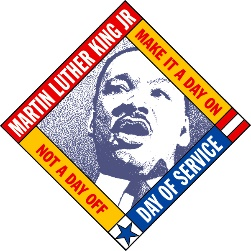 MARTIN LUTHER KING JR
MAKE IT A DAY ON
NOT A DAY OFF
DAY OF SERVICE